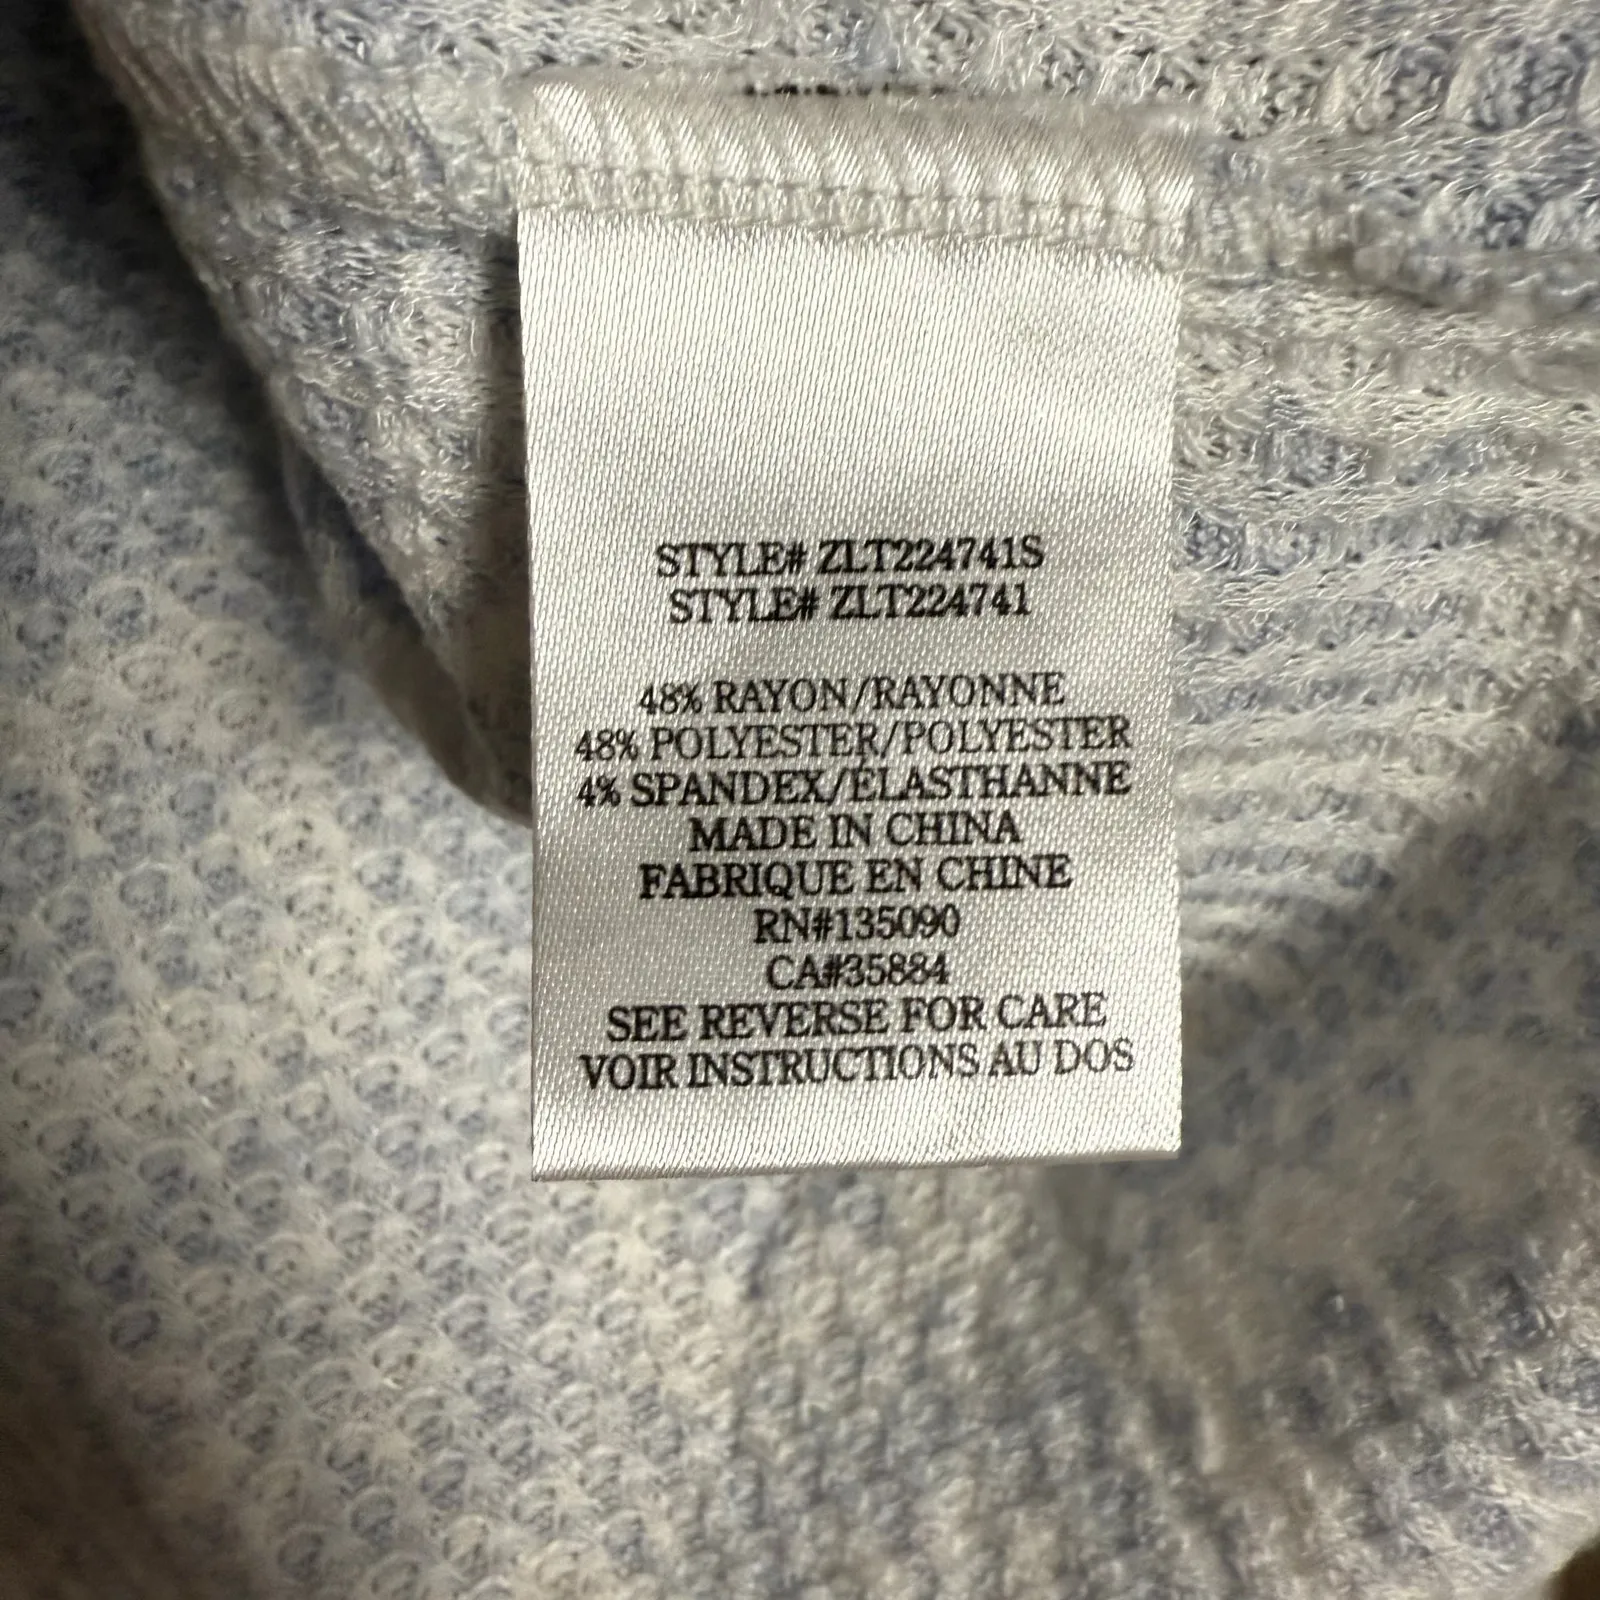 STYLE# ZLT224741S
STYLE# ZLT224741
48% RAYON/RAYONNE
48% POLYESTER/POLYESTER
4% SPANDEX/ÉLASTHANNE
MADE IN CHINA
FABRIQUE EN CHINE
RN#135090
CA#35884
SEE REVERSE FOR CARE
VOIR INSTRUCTIONS AU DOS